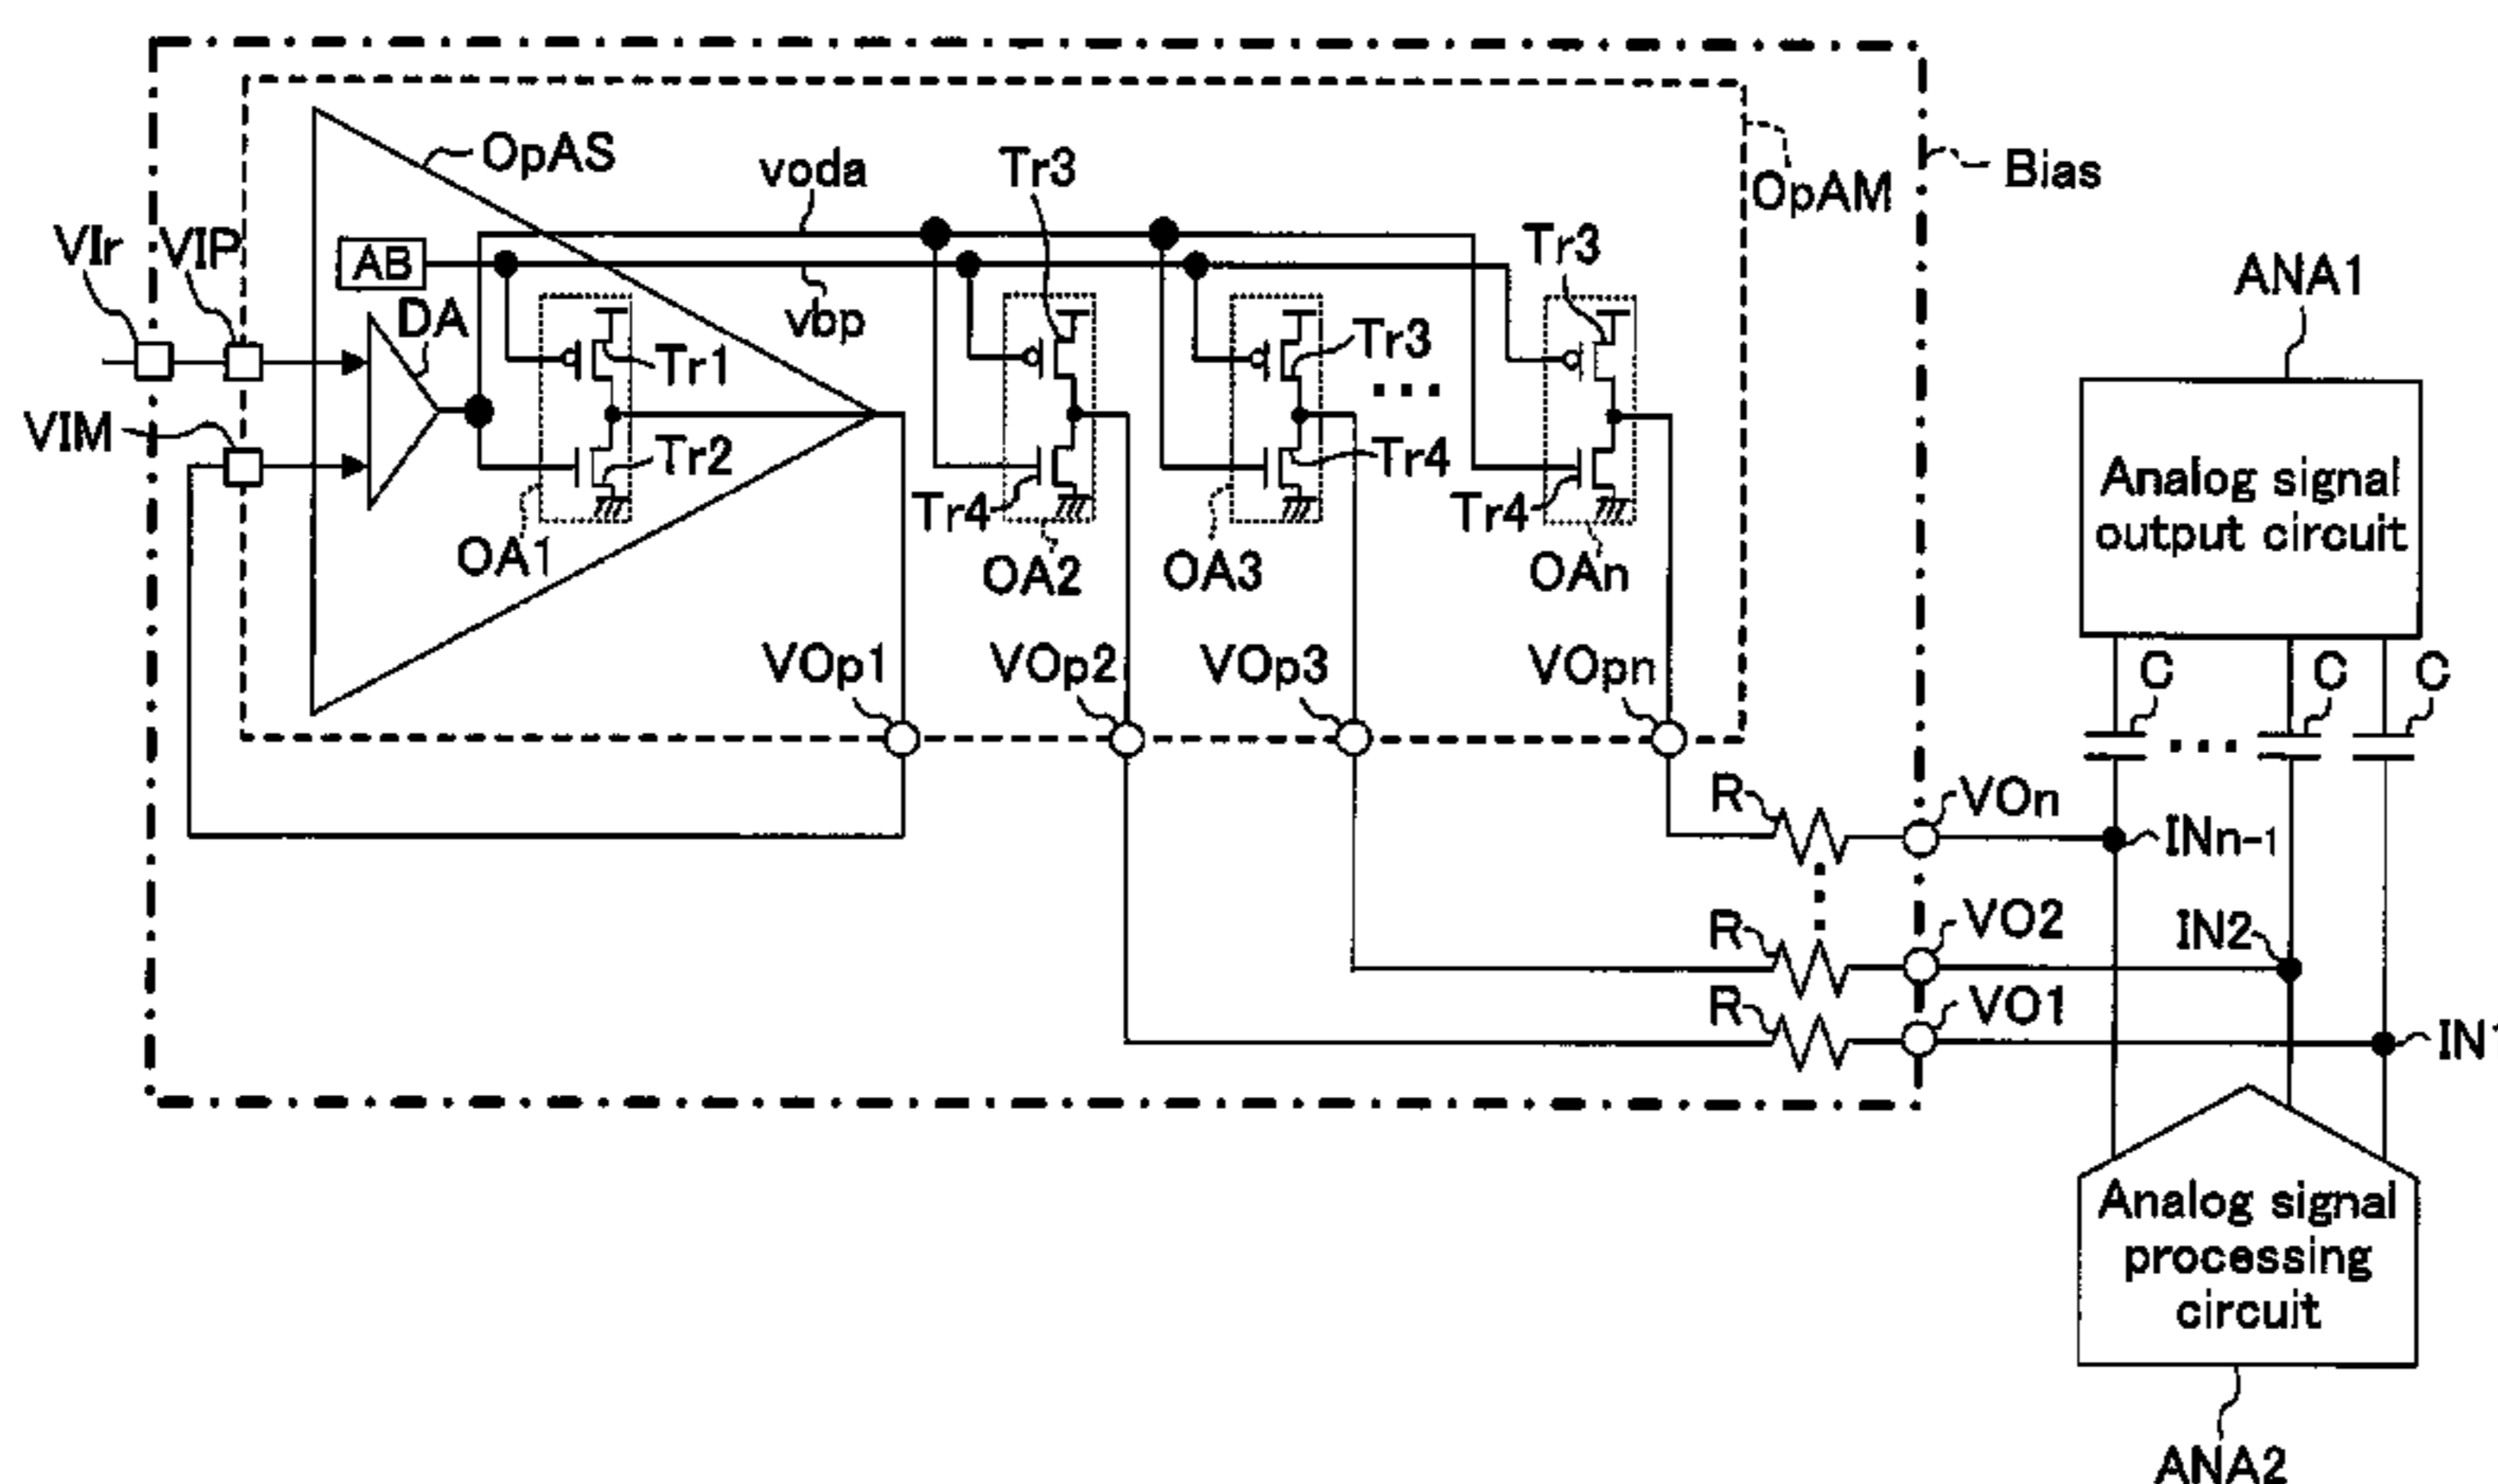 OpAS
voda
Tr3
OpAM
Bias
VIr
VIP
AB
Tr3
ANA1
DA
vbp
Tr1
Tr3
...
VIM
Tr2
Tr4
Analog signal
output circuit
Tr4
Tr4
OA1
OA2
OA3
OAn
VOp1
VOp2
VOp3
VOpn
C
C
C
...
R
VOn
INn-1
R
VO2
IN2
R
VO1
IN1
Analog signal
processing
circuit
ANA2